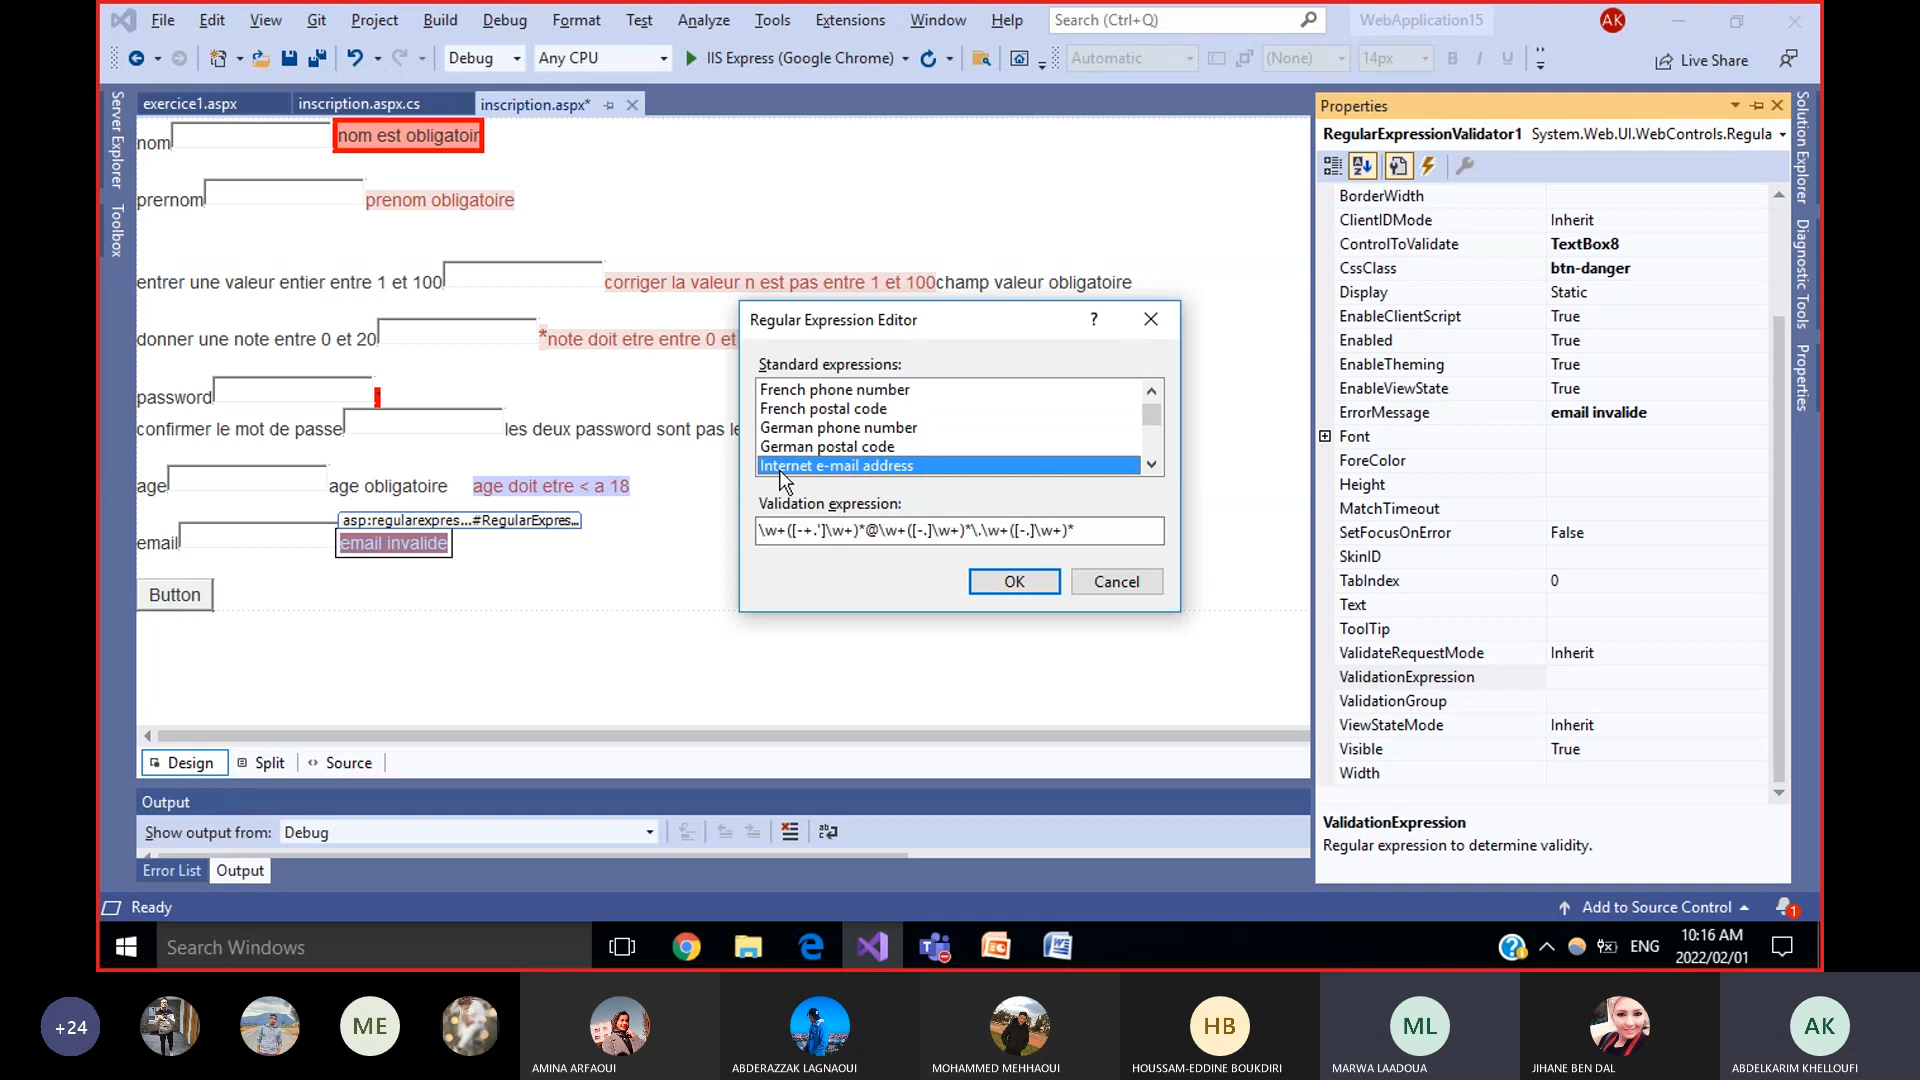 File Edit View Git Project Build Debug Format Test Analyze Tools Extensions Window Help Search (Ctrl+Q) WebApplication15 AK
Debug Any CPU IIS Express (Google Chrome) Automatic (None) 14px B I U Live Share
Server Explorer
Toolbox
exercice1.aspx inscription.aspx.cs inscription.aspx*
nom nom est obligatoir
prernom prenom obligatoire
entrer une valeur entier entre 1 et 100 corriger la valeur n est pas entre 1 et 100champ valeur obligatoire
donner une note entre 0 et 20 *note doit etre entre 0 et
password
confirmer le mot de passe les deux password sont pas le
age age obligatoire age doit etre < a 18
asp:regularexpres...#RegularExpres...
email email invalide
Button
Regular Expression Editor ?
Standard expressions:
French phone number
French postal code
German phone number
German postal code
Internet e-mail address
Validation expression:
\w+([-+.']\w+)*@\w+([-.]\w+)*\.\w+([-.]\w+)*
OK Cancel
Design Split Source
Output
Show output from: Debug
Error List Output
Properties
RegularExpressionValidator1 System.Web.UI.WebControls.Regula
BorderWidth
ClientIDMode Inherit
ControlToValidate TextBox8
CssClass btn-danger
Display Static
EnableClientScript True
Enabled True
EnableTheming True
EnableViewState True
ErrorMessage email invalide
Font
ForeColor
Height
MatchTimeout
SetFocusOnError False
SkinID
TabIndex 0
Text
ToolTip
ValidateRequestMode Inherit
ValidationExpression
ValidationGroup
ViewStateMode Inherit
Visible True
Width
ValidationExpression
Regular expression to determine validity.
Solution Explorer
Diagnostic Tools
Properties
Ready Add to Source Control 1
Search Windows ENG 10:16 AM
2022/02/01
+24 ME HB ML AK
AMINA ARFAOUI ABDERAZZAK LAGNAOUI MOHAMMED MEHHAOUI HOUSSAM-EDDINE BOUKDIRI MARWA LAADOUA JIHANE BEN DAL ABDELKARIM KHELLOUFI